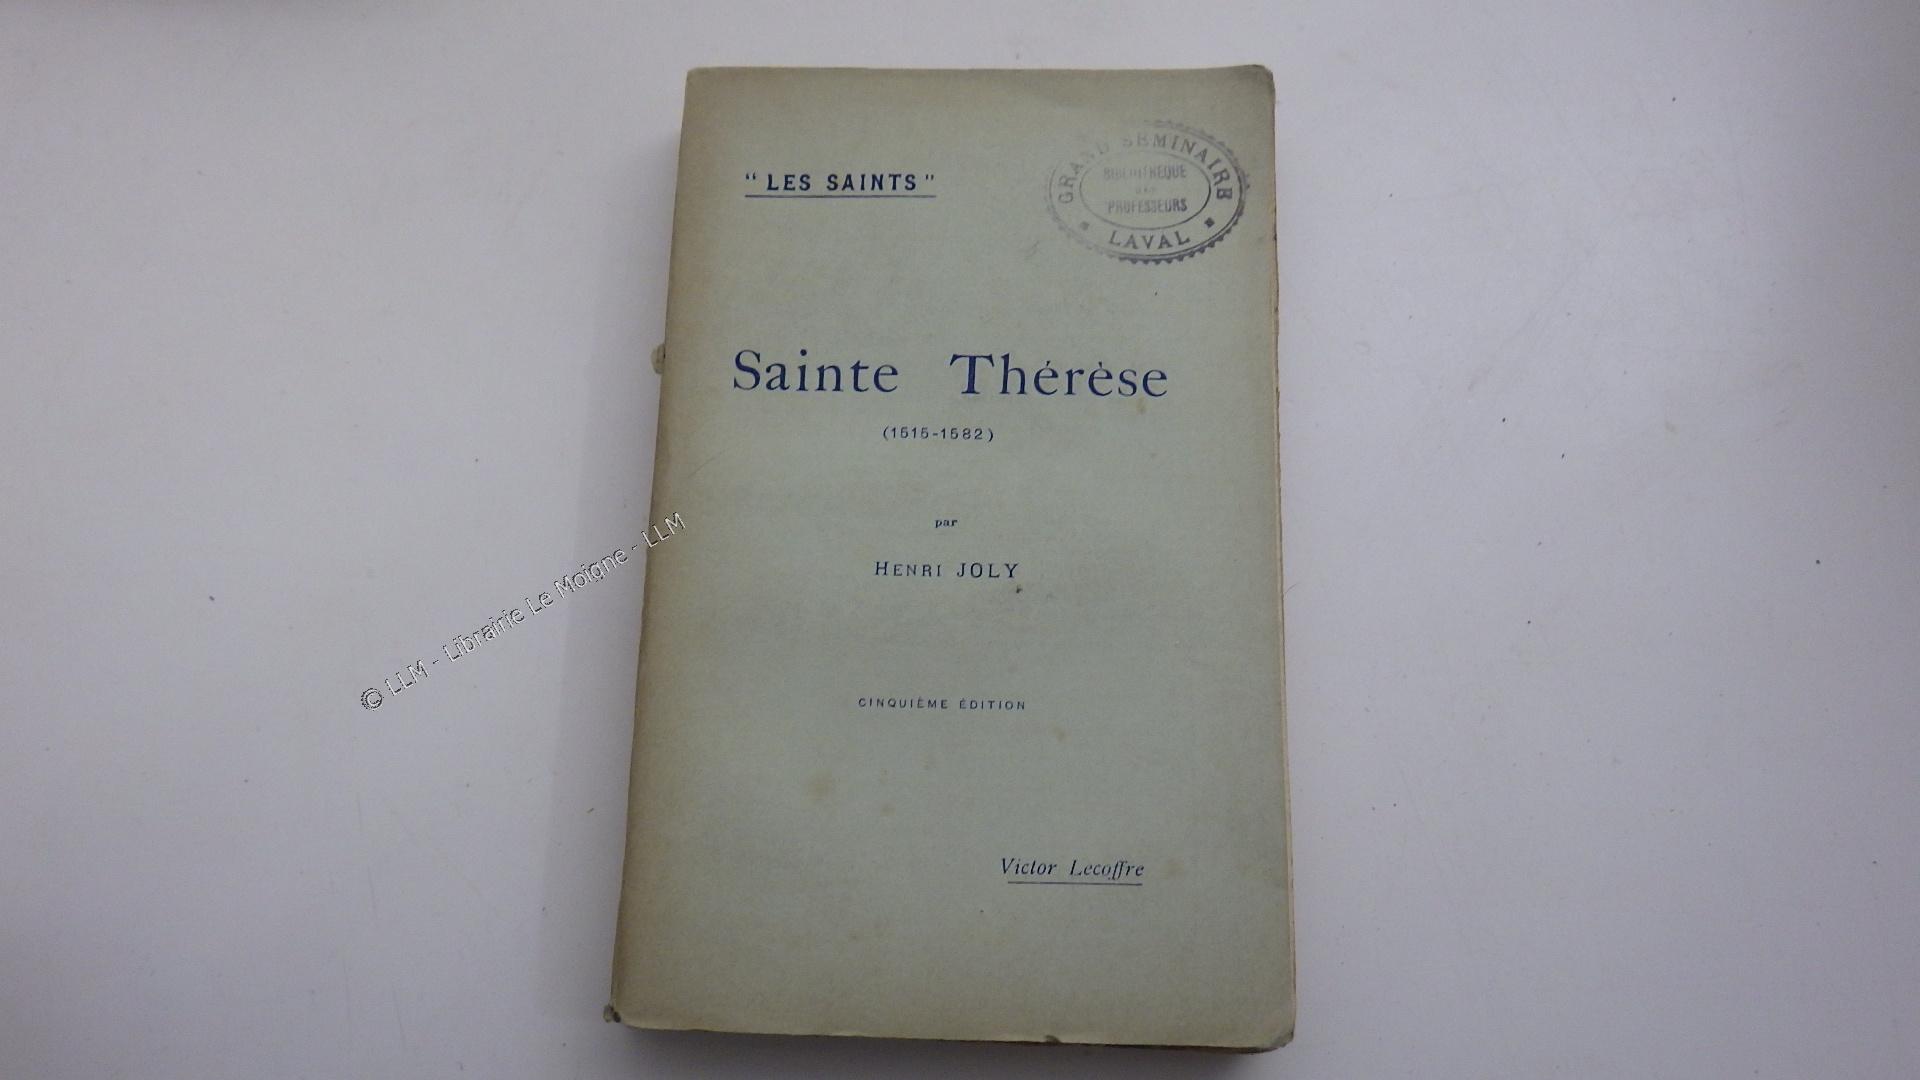 " LES SAINTS "
GRAND SEMINAIRE
BIBLIOTHEQUE
DES
PROFESSEURS
LAVAL
Sainte Thérèse
(1515-1582)
par
HENRI JOLY
CINQUIÈME ÉDITION
Victor Lecoffre
© LLM - Librairie Le Moigne - LLM